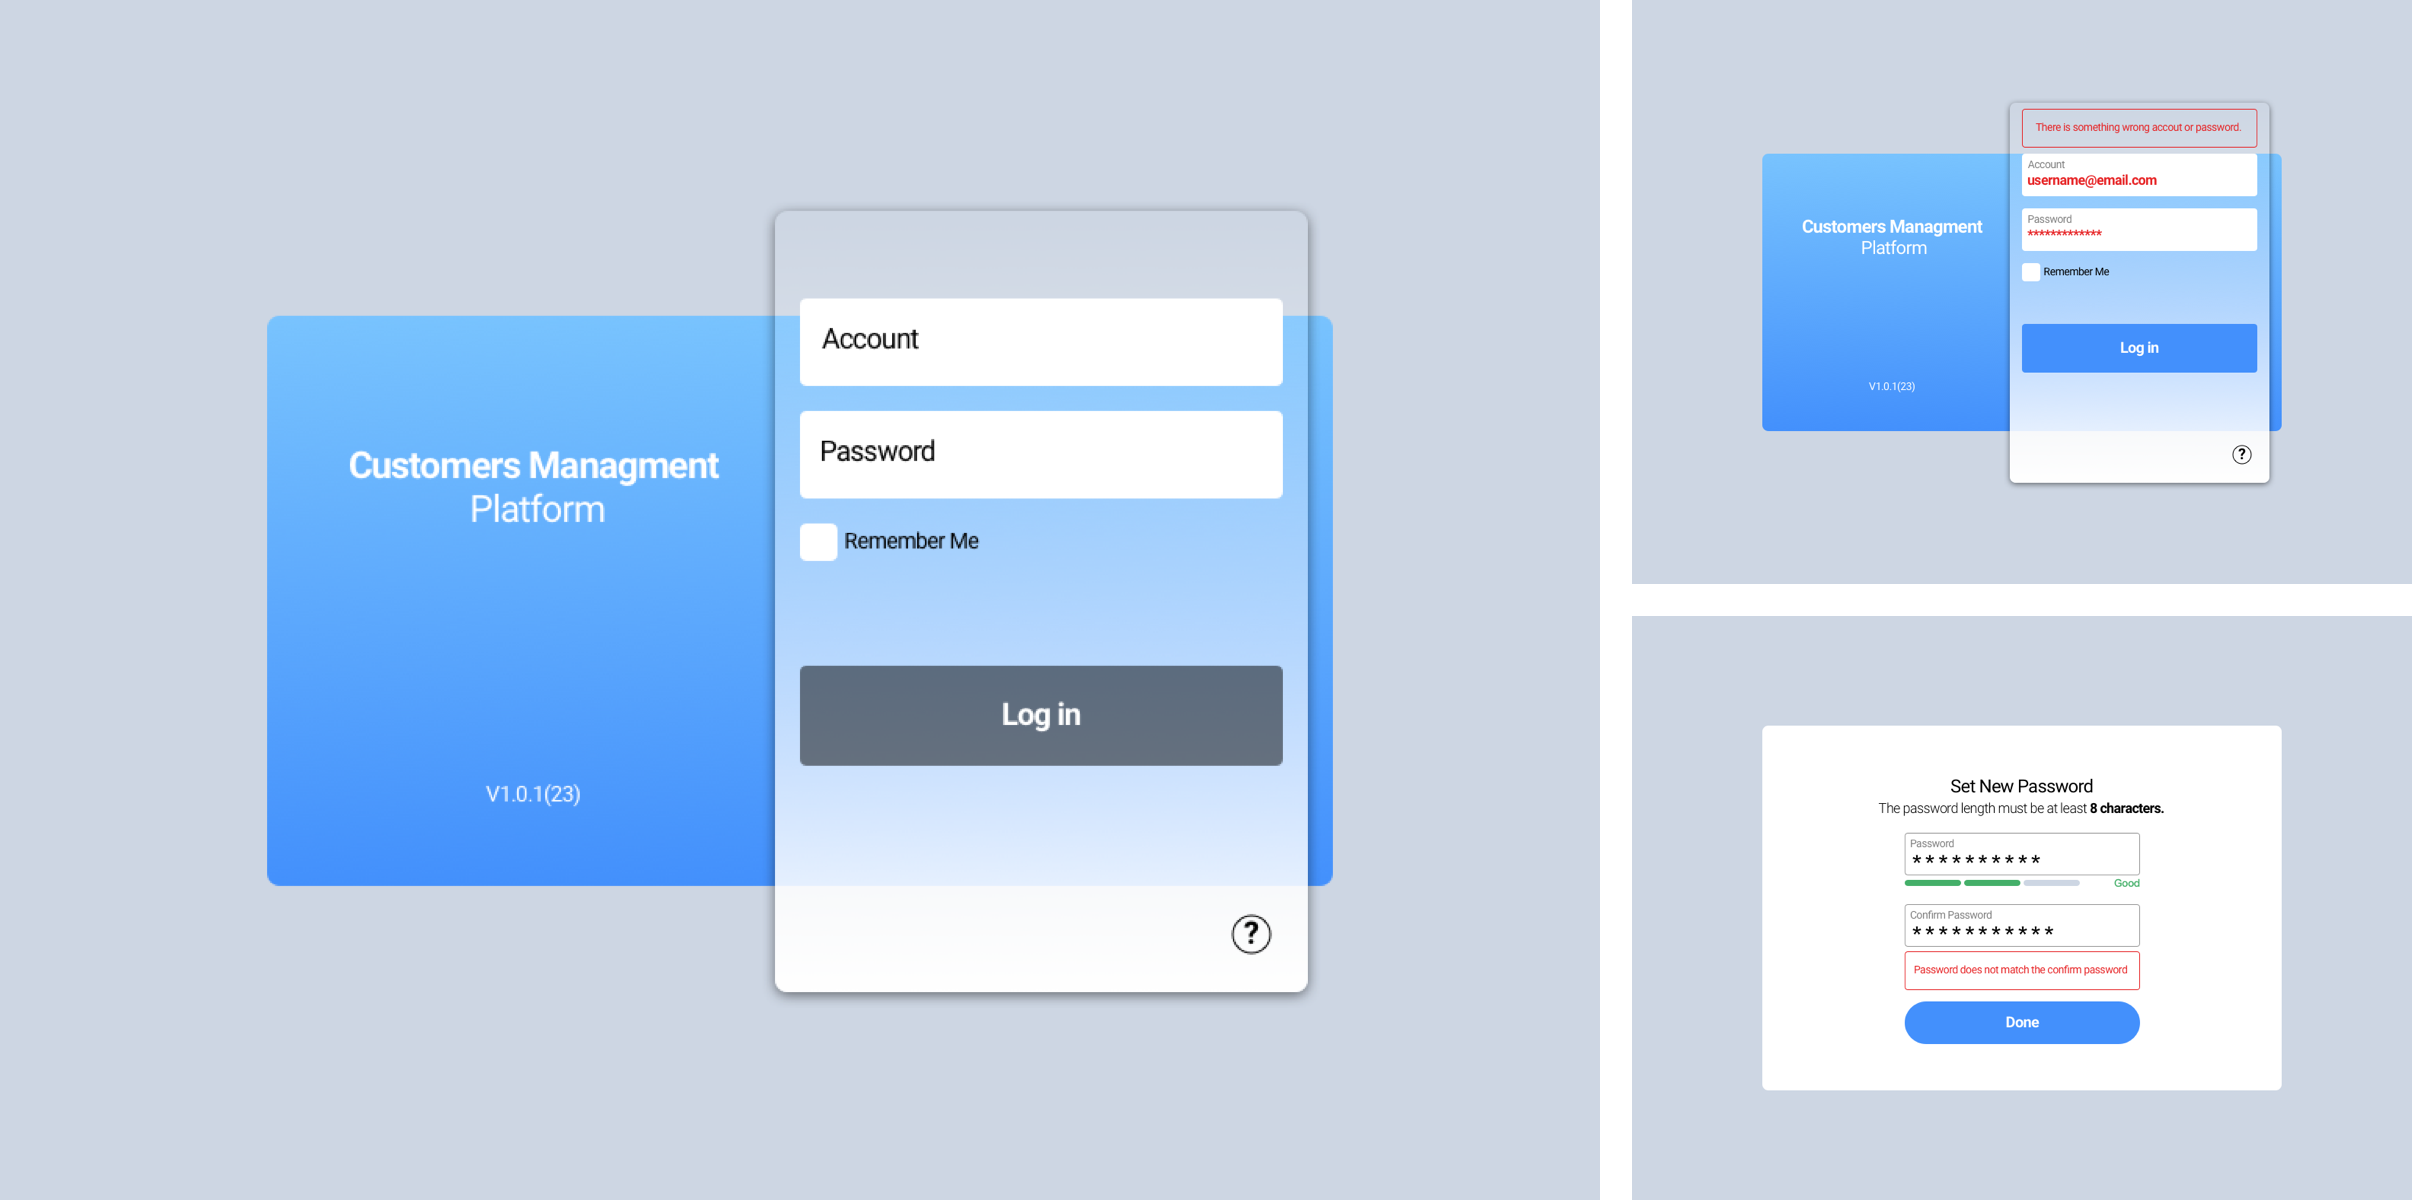 Customers Managment
Platform
V1.0.1(23)
Account
Password
Remember Me
Log in
?
Customers Managment
Platform
V1.0.1(23)
There is something wrong accout or password.
Account
username@email.com
Password
*************
Remember Me
Log in
?
Set New Password
The password length must be at least 8 characters.
Password
**********
Good
Confirm Password
***********
Password does not match the confirm password
Done